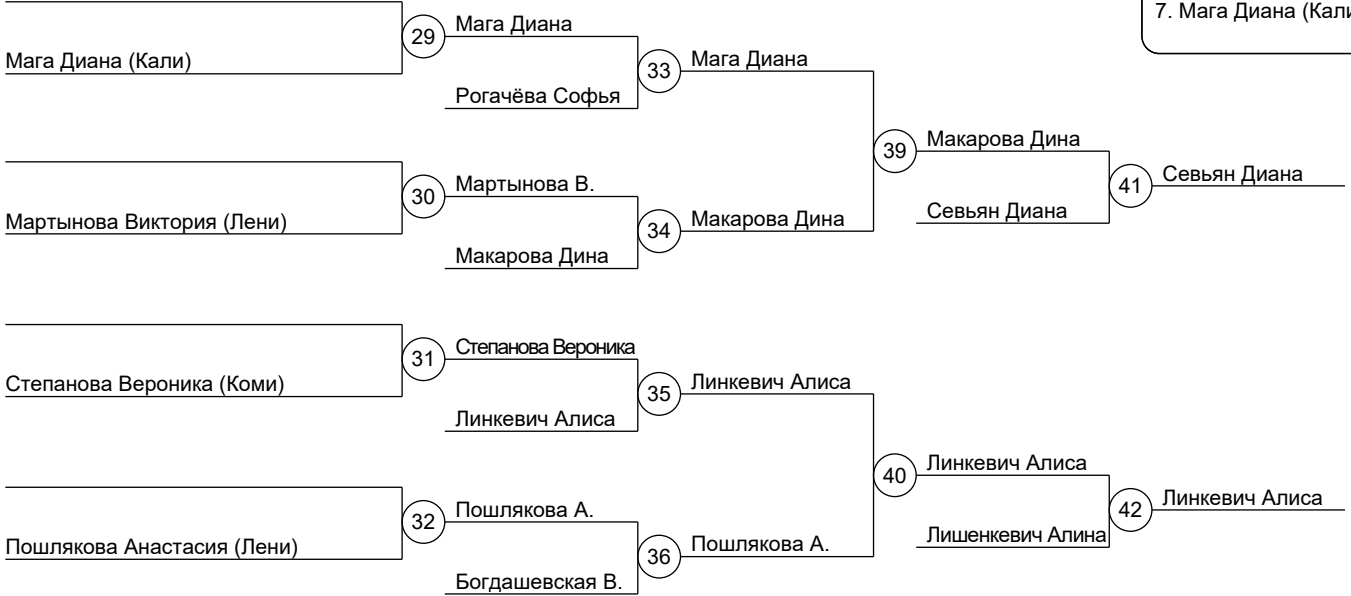 7. Мага Диана (Кали
Мага Диана (Кали)
29
Мага Диана
Рогачёва Софья
33
Мага Диана
Мартынова Виктория (Лени)
30
Мартынова В.
Макарова Дина
34
Макарова Дина
39
Макарова Дина
Севьян Диана
41
Севьян Диана
Степанова Вероника (Коми)
31
Степанова Вероника
Линкевич Алиса
35
Линкевич Алиса
Пошлякова Анастасия (Лени)
32
Пошлякова А.
Богдашевская В.
36
Пошлякова А.
40
Линкевич Алиса
Лишенкевич Алина
42
Линкевич Алиса